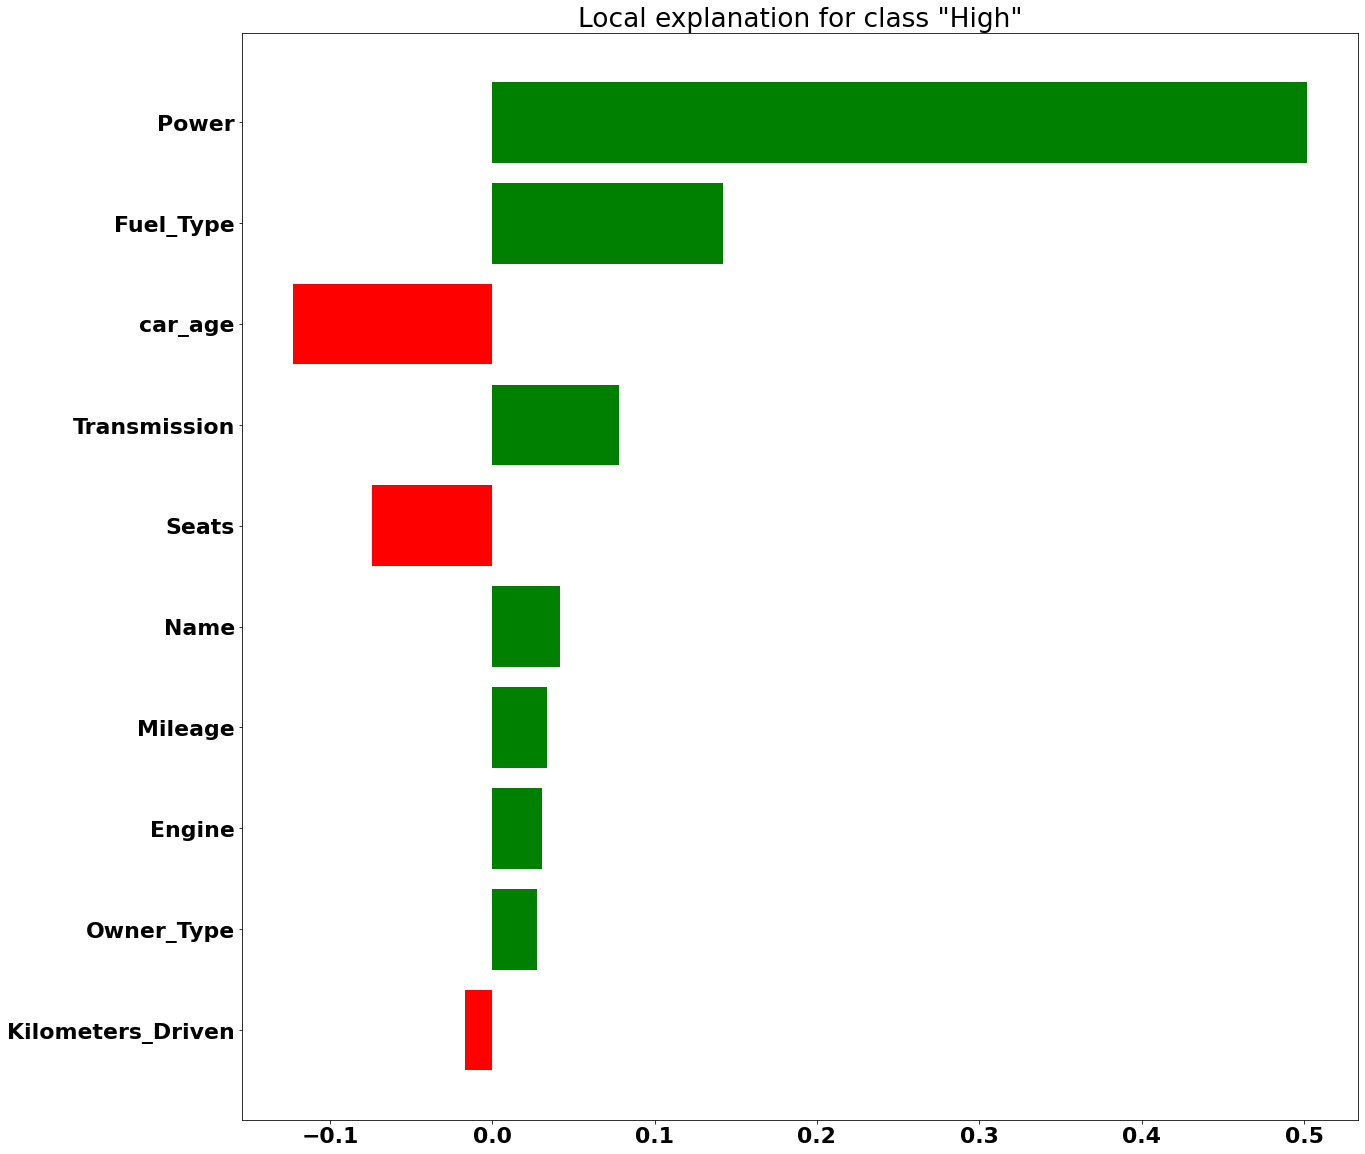 Local explanation for class "High"
Power
Fuel_Type
car_age
Transmission
Seats
Name
Mileage
Engine
Owner_Type
Kilometers_Driven
−0.1 0.0 0.1 0.2 0.3 0.4 0.5